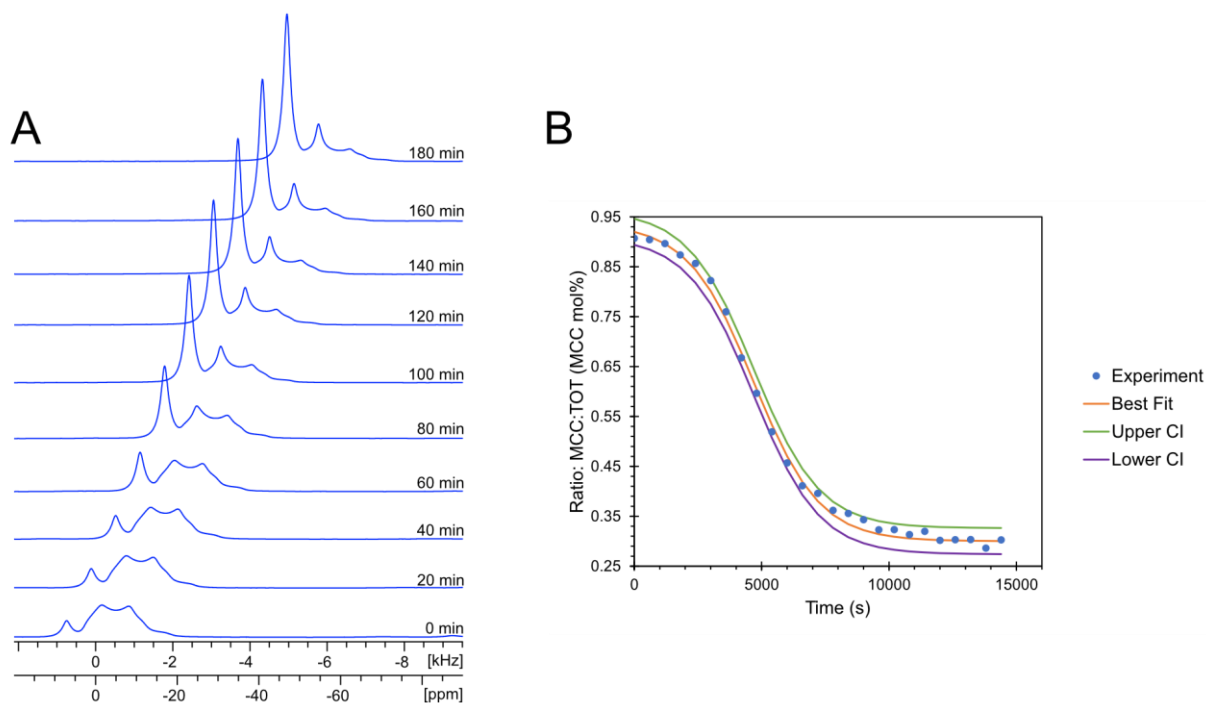 A
180 min
160 min
140 min
120 min
100 min
80 min
60 min
40 min
20 min
0 min
0 -2 -4 -6 -8 [kHz]
0 -20 -40 -60 [ppm]
B
Ratio: MCC:TOT (MCC mol%)
0.95
0.85
0.75
0.65
0.55
0.45
0.35
0.25
0 5000 10000 15000
Time (s)
Experiment
Best Fit
Upper CI
Lower CI